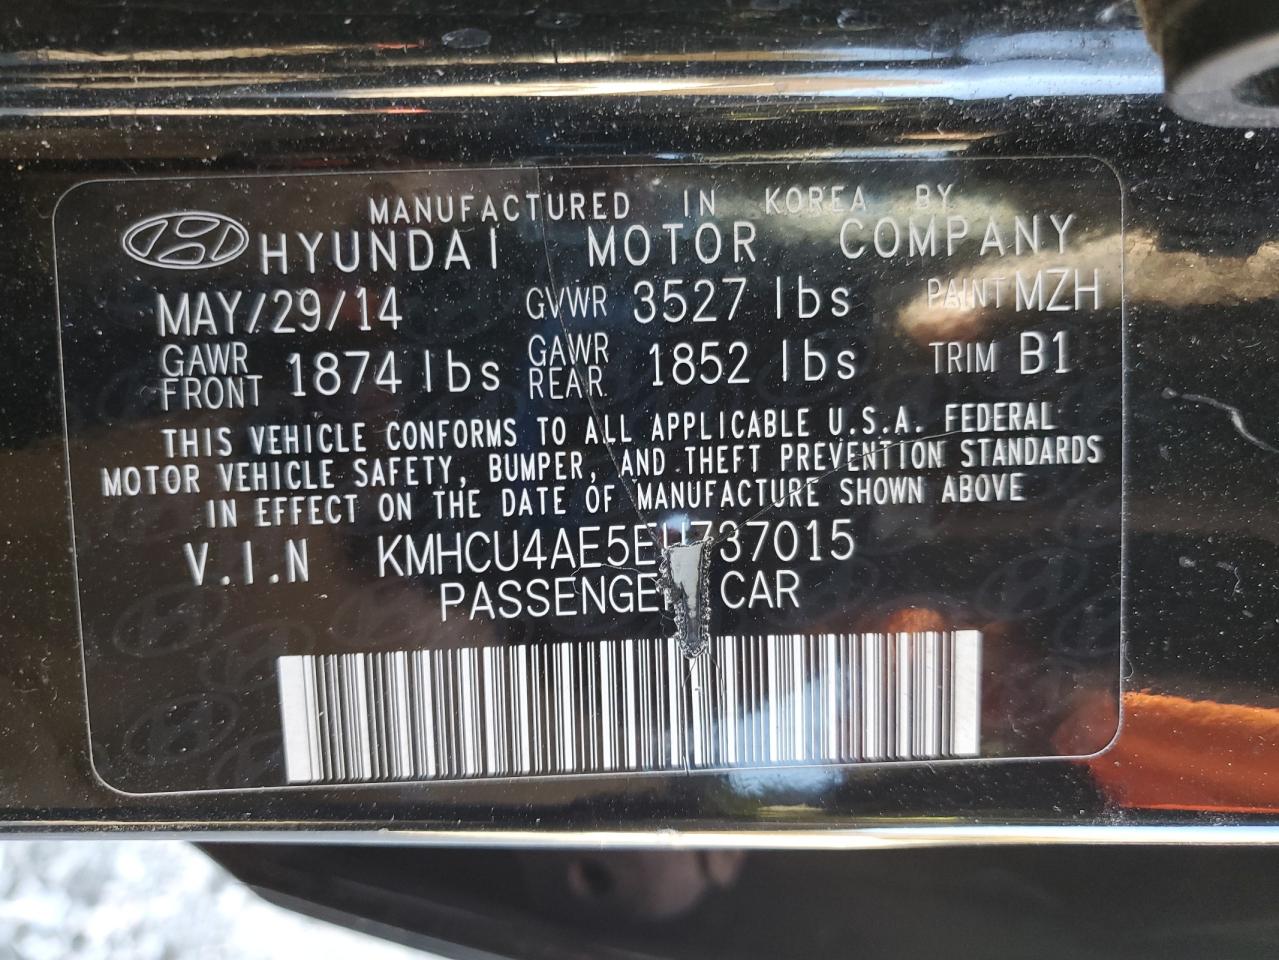 MANUFACTURED IN KOREA BY
HYUNDAI MOTOR COMPANY
MAY/29/14 GVWR 3527 lbs PAINT MZH
GAWR FRONT 1874 lbs GAWR REAR 1852 lbs TRIM B1
THIS VEHICLE CONFORMS TO ALL APPLICABLE U.S.A. FEDERAL
MOTOR VEHICLE SAFETY, BUMPER, AND THEFT PREVENTION STANDARDS
IN EFFECT ON THE DATE OF MANUFACTURE SHOWN ABOVE
V.I.N KMHCU4AE5EU737015
PASSENGER CAR